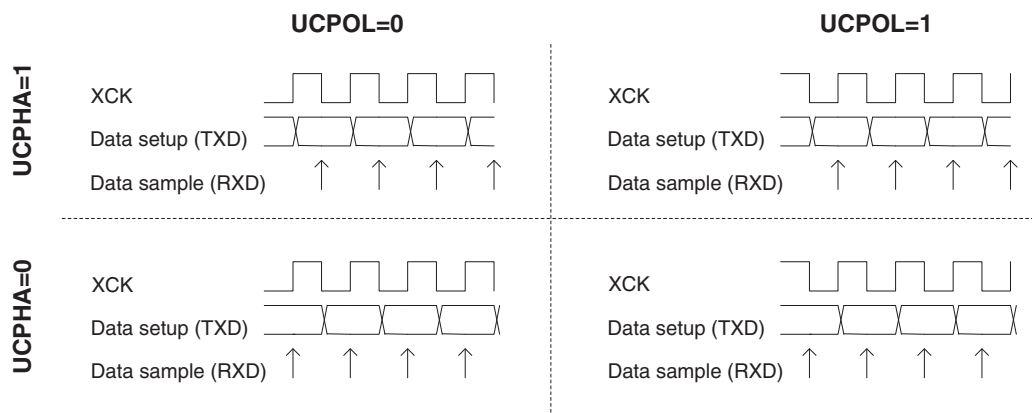 UCPOL=0
UCPOL=1
UCPHA=1
XCK
Data setup (TXD)
Data sample (RXD)
XCK
Data setup (TXD)
Data sample (RXD)
UCPHA=0
XCK
Data setup (TXD)
Data sample (RXD)
XCK
Data setup (TXD)
Data sample (RXD)